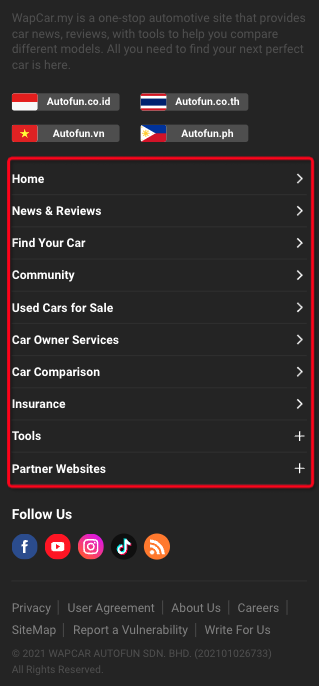 WapCar.my is a one-stop automotive site that provides
car news, reviews, with tools to help you compare
different models. All you need to find your next perfect
car is here.
Autofun.co.id
Autofun.co.th
Autofun.vn
Autofun.ph
Home
News & Reviews
Find Your Car
Community
Used Cars for Sale
Car Owner Services
Car Comparison
Insurance
Tools
Partner Websites
Follow Us
Privacy | User Agreement | About Us | Careers |
SiteMap | Report a Vulnerability | Write For Us
© 2021 WAPCAR AUTOFUN SDN. BHD. (202101026733)
All Rights Reserved.